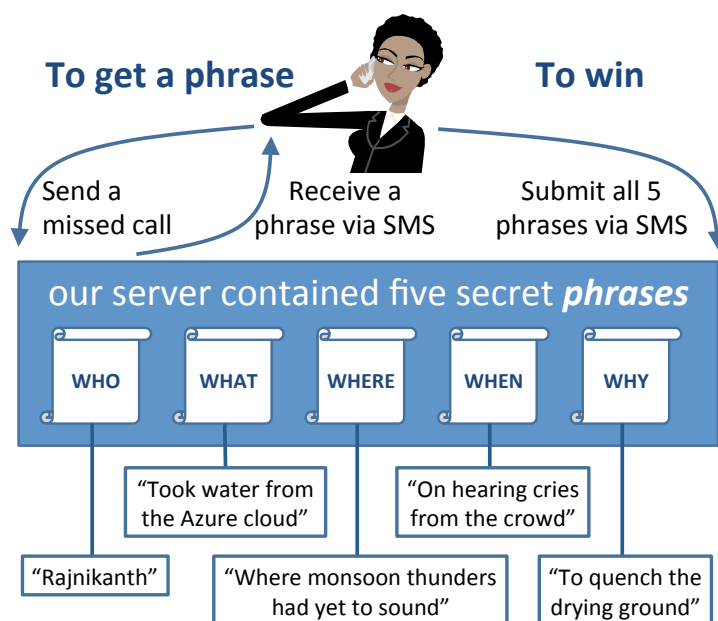 To get a phrase
To win
Send a
missed call
Receive a
phrase via SMS
Submit all 5
phrases via SMS
our server contained five secret phrases
WHO
WHAT
WHERE
WHEN
WHY
“Took water from
the Azure cloud”
“On hearing cries
from the crowd”
“Rajnikanth”
“Where monsoon thunders
had yet to sound”
“To quench the
drying ground”